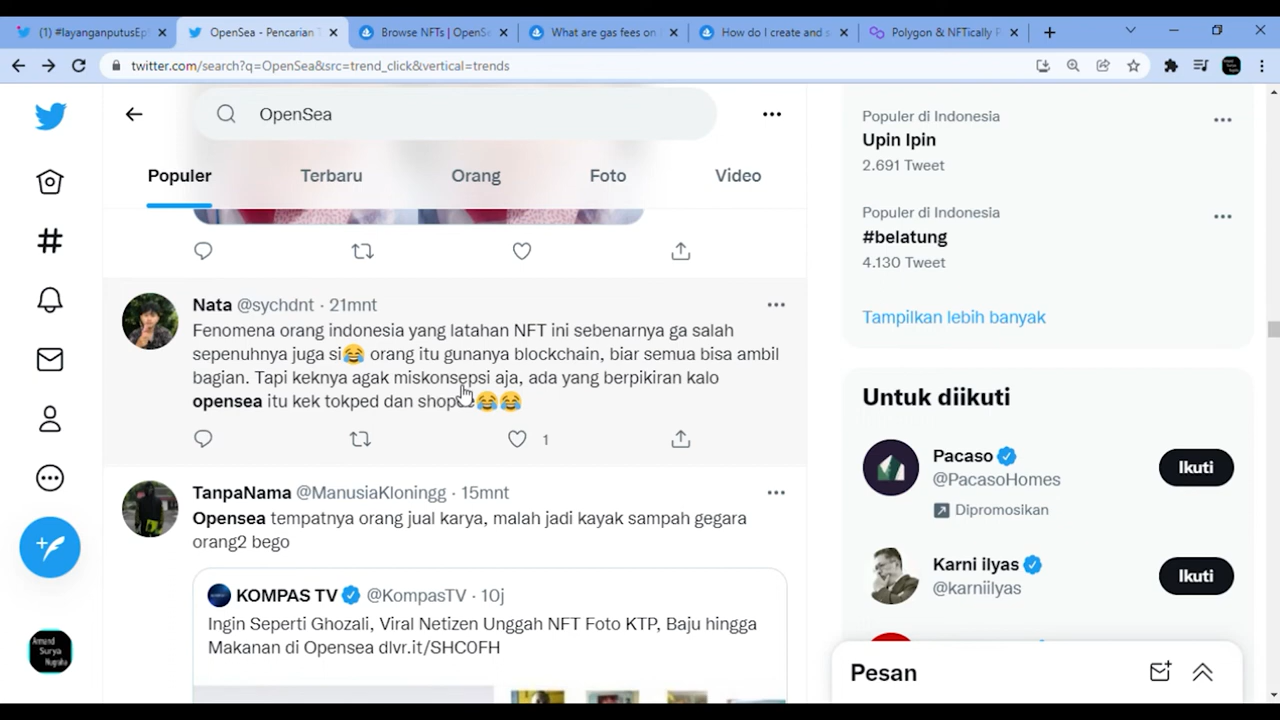 (1) #layanganputusEp
OpenSea - Pencarian T
Browse NFTs | OpenSe
What are gas fees on
How do I create and s
Polygon & NFTically P
twitter.com/search?q=OpenSea&src=trend_click&vertical=trends
OpenSea
Populer
Terbaru
Orang
Foto
Video
Nata @sychdnt · 21mnt
Fenomena orang indonesia yang latahan NFT ini sebenarnya ga salah
sepenuhnya juga si😂 orang itu gunanya blockchain, biar semua bisa ambil
bagian. Tapi keknya agak miskonsepsi aja, ada yang berpikiran kalo
opensea itu kek tokped dan shopee😂😂
1
TanpaNama @ManusiaKloningg · 15mnt
Opensea tempatnya orang jual karya, malah jadi kayak sampah gegara
orang2 bego
KOMPAS TV @KompasTV · 10j
Ingin Seperti Ghozali, Viral Netizen Unggah NFT Foto KTP, Baju hingga
Makanan di Opensea dlvr.it/SHC0FH
Armand
Surya
Nugraha
Populer di Indonesia
Upin Ipin
2.691 Tweet
Populer di Indonesia
#belatung
4.130 Tweet
Tampilkan lebih banyak
Untuk diikuti
Pacaso
@PacasoHomes
Ikuti
Dipromosikan
Karni ilyas
@karniilyas
Ikuti
Pesan